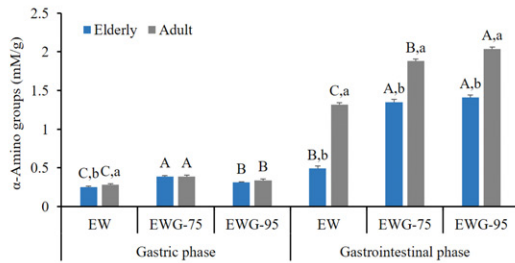 Elderly Adult
α-Amino groups (mM/g)
2.5
2
1.5
1
0.5
0
C,b C,a
A A
B B
B,b C,a
A,b B,a
A,b A,a
EW EWG-75 EWG-95 EW EWG-75 EWG-95
Gastric phase Gastrointestinal phase